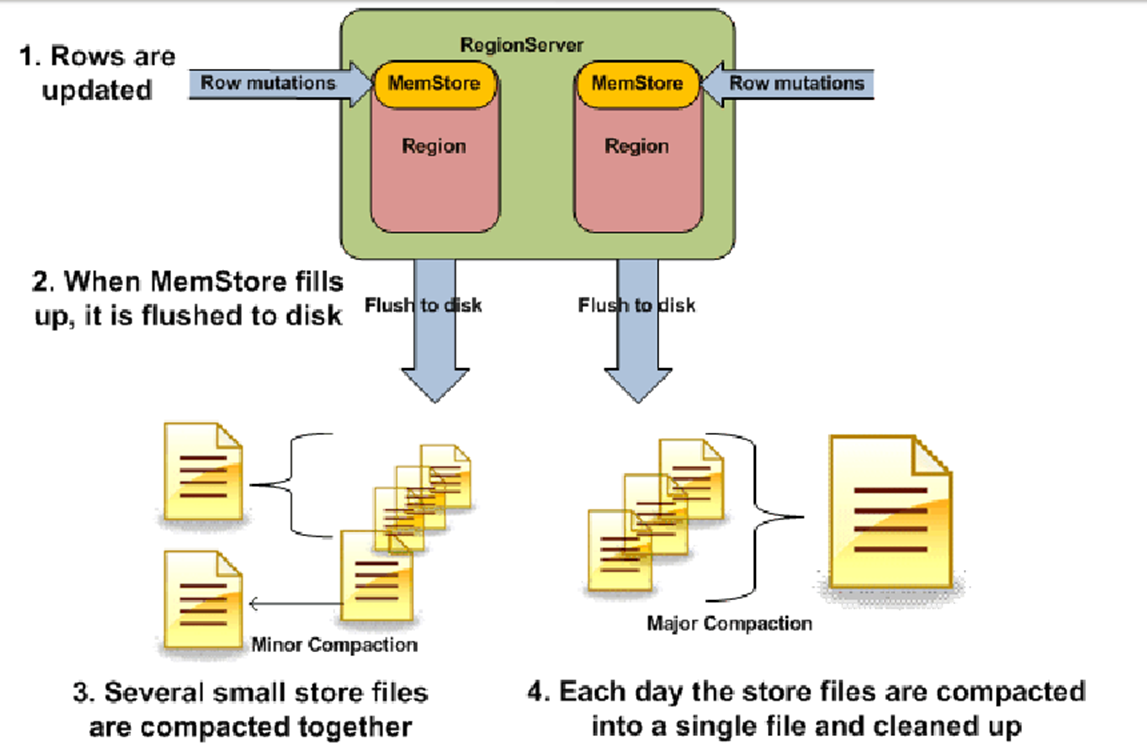 RegionServer
1. Rows are
updated
Row mutations
MemStore
MemStore
Row mutations
Region
Region
2. When MemStore fills
up, it is flushed to disk
Flush to disk
Flush to disk
Minor Compaction
Major Compaction
3. Several small store files
are compacted together
4. Each day the store files are compacted
into a single file and cleaned up